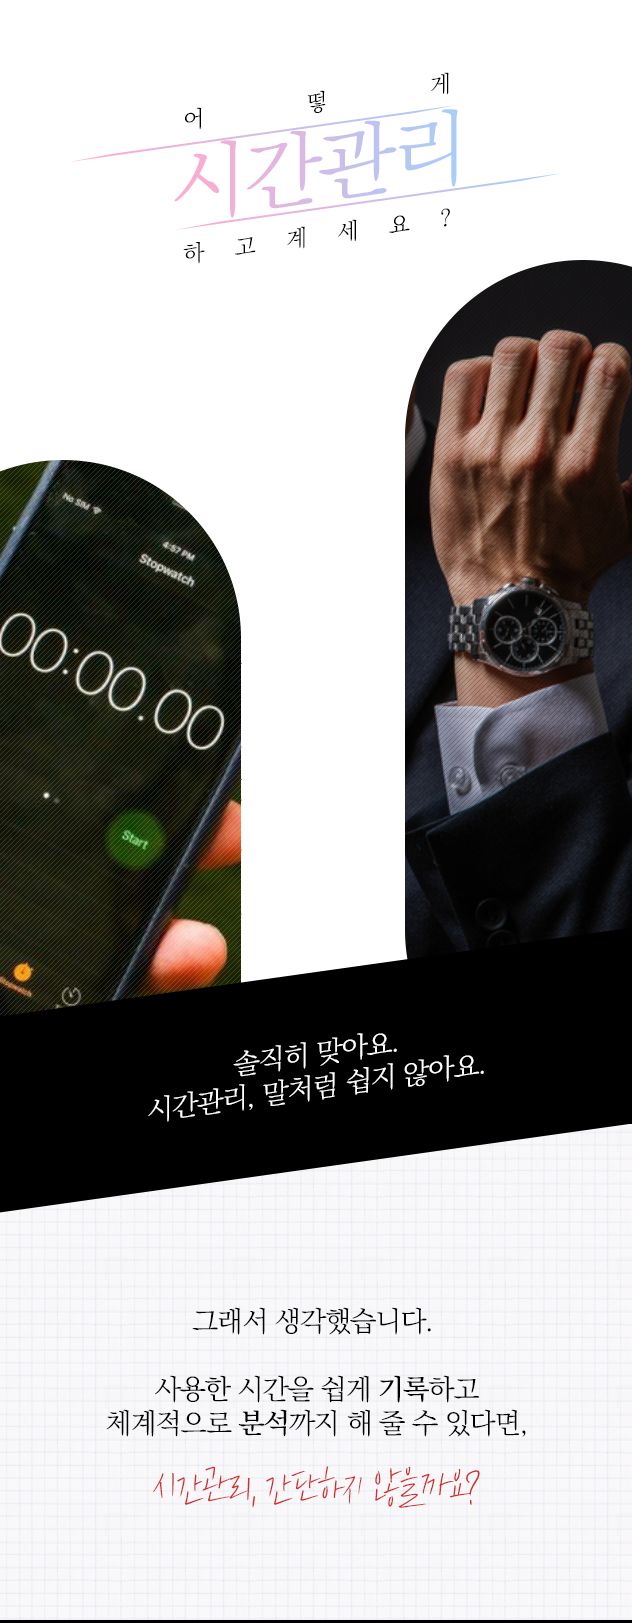 어 떻 게
시간관리
하 고 계 세 요 ?
No SIM
4:57 PM
Stopwatch
00:00.00
Start
솔직히 맞아요.
시간관리, 말처럼 쉽지 않아요.
그래서 생각했습니다.
사용한 시간을 쉽게 기록하고
체계적으로 분석까지 해 줄 수 있다면,
시간관리, 간단하지 않을까요?